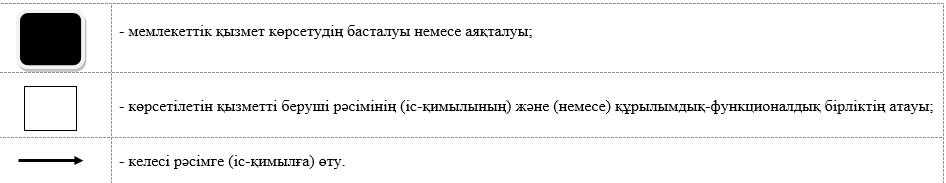 - мемлекеттік қызмет көрсетудің басталуы немесе аяқталуы;
- көрсетілетін қызметті беруші рәсімінің (іс-қимылының) және (немесе) құрылымдық-функционалдық бірліктің атауы;
- келесі рәсімге (іс-қимылға) өту.